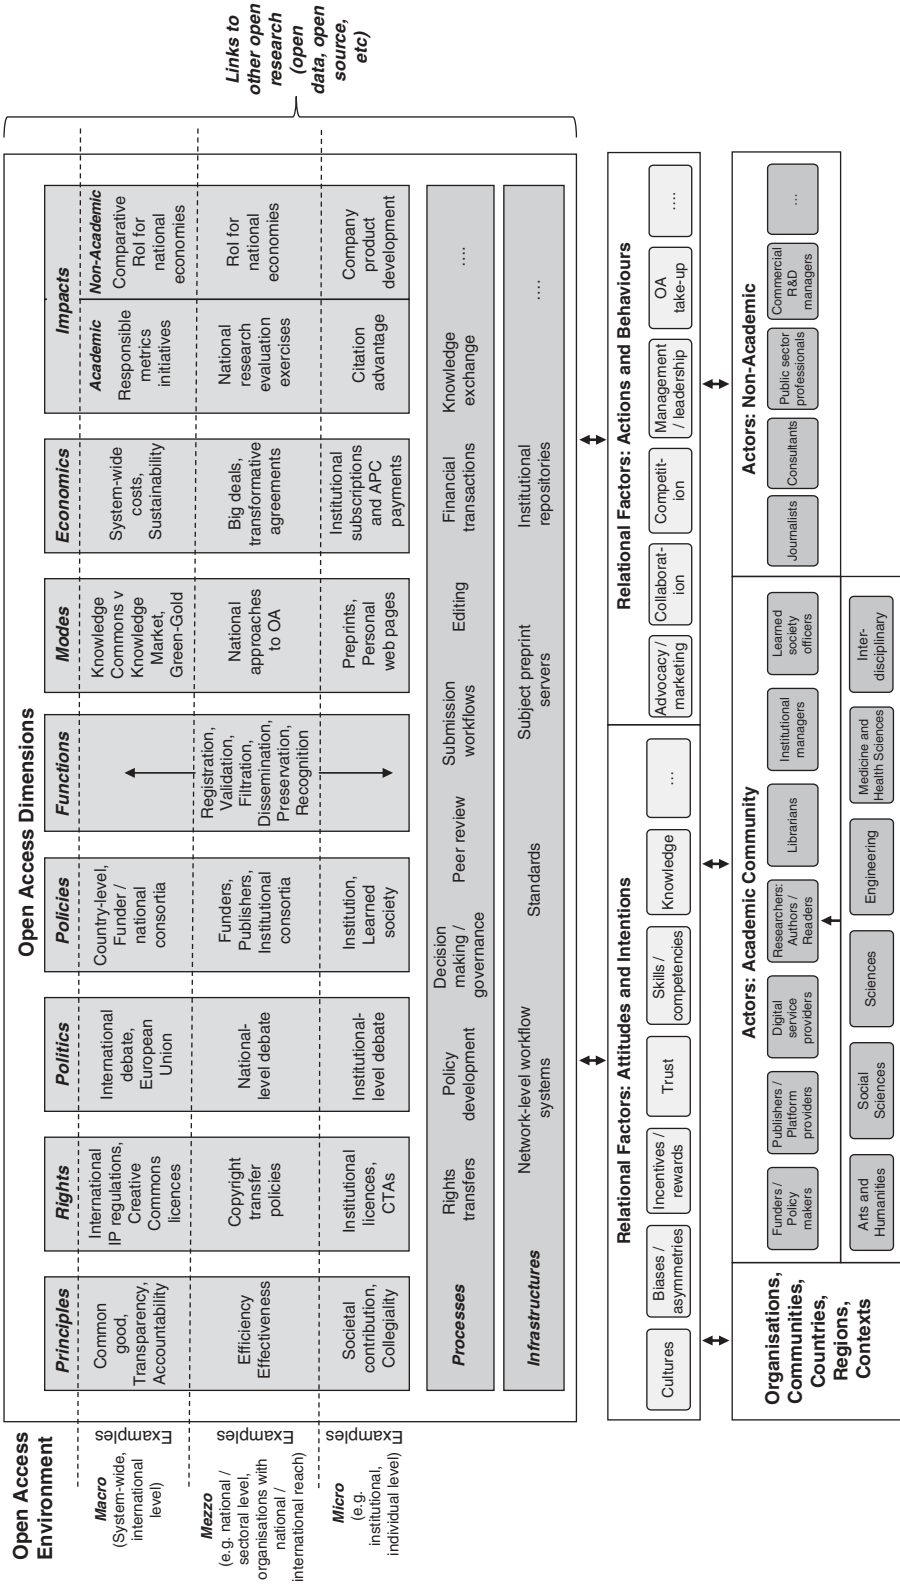 Open Access
Environment
Open Access Dimensions
Links to
other open
research
(open
data, open
source,
etc)
Macro
(System-wide,
international
level)
Examples
Mezzo
(e.g. national /
sectoral level,
organisations with
national /
international reach)
Examples
Micro
(e.g.
institutional,
individual level)
Examples
Principles
Common
good,
Transparency,
Accountability
Efficiency
Effectiveness
Societal
contribution,
Collegiality
Rights
International
IP regulations,
Creative
Commons
licences
Copyright
transfer
policies
Institutional
licences,
CTAs
Politics
International
debate,
European
Union
National-
level debate
Institutional-
level debate
Policies
Country-level,
Funder /
national
consortia
Funders,
Publishers,
Institutional
consortia
Institution,
Learned
society
Functions
Registration,
Validation,
Filtration,
Dissemination,
Preservation,
Recognition
Modes
Knowledge
Commons v
Knowledge
Market,
Green-Gold
National
approaches
to OA
Preprints,
Personal
web pages
Economics
System-wide
costs,
Sustainability
Big deals,
transformative
agreements
Institutional
subscriptions
and APC
payments
Impacts
Academic
Responsible
metrics
initiatives
National
research
evaluation
exercises
Citation
advantage
Non-Academic
Comparative
RoI for
national
economies
RoI for
national
economies
Company
product
development
Processes
Rights
transfers
Policy
development
Decision
making /
governance
Peer review
Submission
workflows
Editing
Financial
transactions
Knowledge
exchange
....
Infrastructures
Network-level workflow
systems
Standards
Subject preprint
servers
Institutional
repositories
....
Relational Factors: Attitudes and Intentions
Cultures
Biases /
asymmetries
Incentives /
rewards
Trust
Skills /
competencies
Knowledge
...
Relational Factors: Actions and Behaviours
Advocacy /
marketing
Collaborat-
ion
Competit-
ion
Management
/ leadership
OA
take-up
....
Organisations,
Communities,
Countries,
Regions,
Contexts
Actors: Academic Community
Funders /
Policy
makers
Publishers /
Platform
providers
Digital
service
providers
Researchers:
Authors /
Readers
Librarians
Institutional
managers
Learned
society
officers
Arts and
Humanities
Social
Sciences
Sciences
Engineering
Medicine and
Health Sciences
Inter-
disciplinary
Actors: Non-Academic
Journalists
Consultants
Public sector
professionals
Commercial
R&D
managers
...